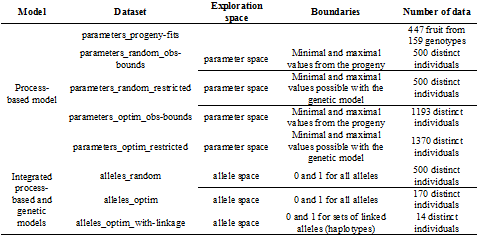 Model Dataset Exploration space Boundaries Number of data
parameters_progeny-fits 447 fruit from 159 genotypes
Process-based model
parameters_random_obs-bounds parameter space Minimal and maximal values from the progeny 500 distinct individuals
parameters_random_restricted parameter space Minimal and maximal values possible with the genetic model 500 distinct individuals
parameters_optim_obs-bounds parameter space Minimal and maximal values from the progeny 1193 distinct individuals
parameters_optim_restricted parameter space Minimal and maximal values possible with the genetic model 1370 distinct individuals
Integrated process-based and genetic models
alleles_random allele space 0 and 1 for all alleles 500 distinct individuals
alleles_optim allele space 0 and 1 for all alleles 170 distinct individuals
alleles_optim_with-linkage allele space 0 and 1 for sets of linked alleles (haplotypes) 14 distinct individuals